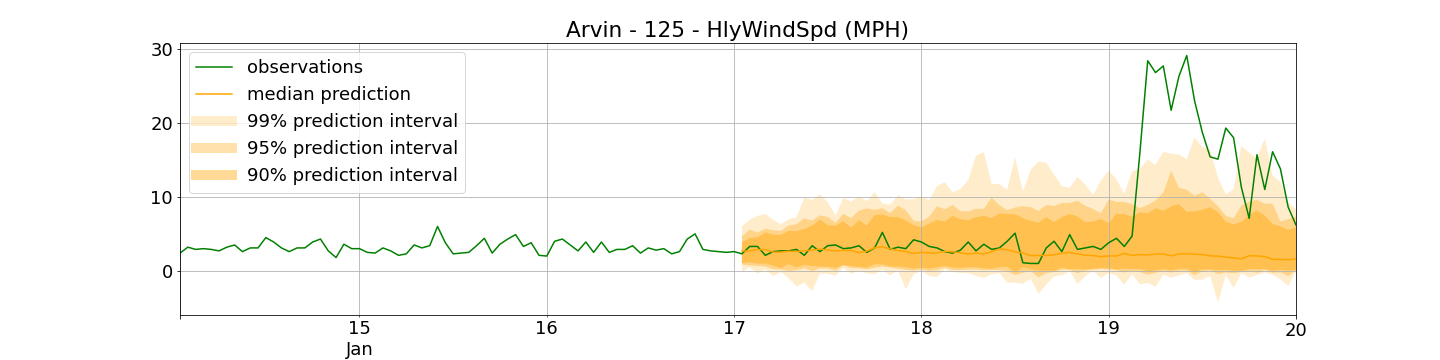 Arvin - 125 - HlyWindSpd (MPH)
30
20
10
0
observations
median prediction
99% prediction interval
95% prediction interval
90% prediction interval
15
16
17
18
19
20
Jan